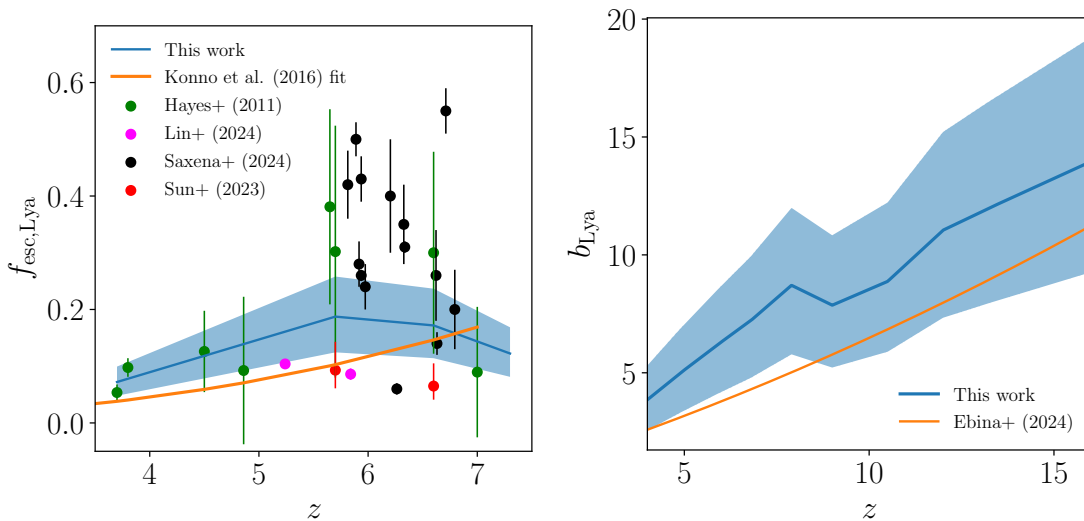 This work
Konno et al. (2016) fit
Hayes+ (2011)
Lin+ (2024)
Saxena+ (2024)
Sun+ (2023)
0.6
0.4
0.2
0.0
f_esc,Lya
4 5 6 7
z
20
15
10
5
b_Lya
This work
Ebina+ (2024)
5 10 15
z